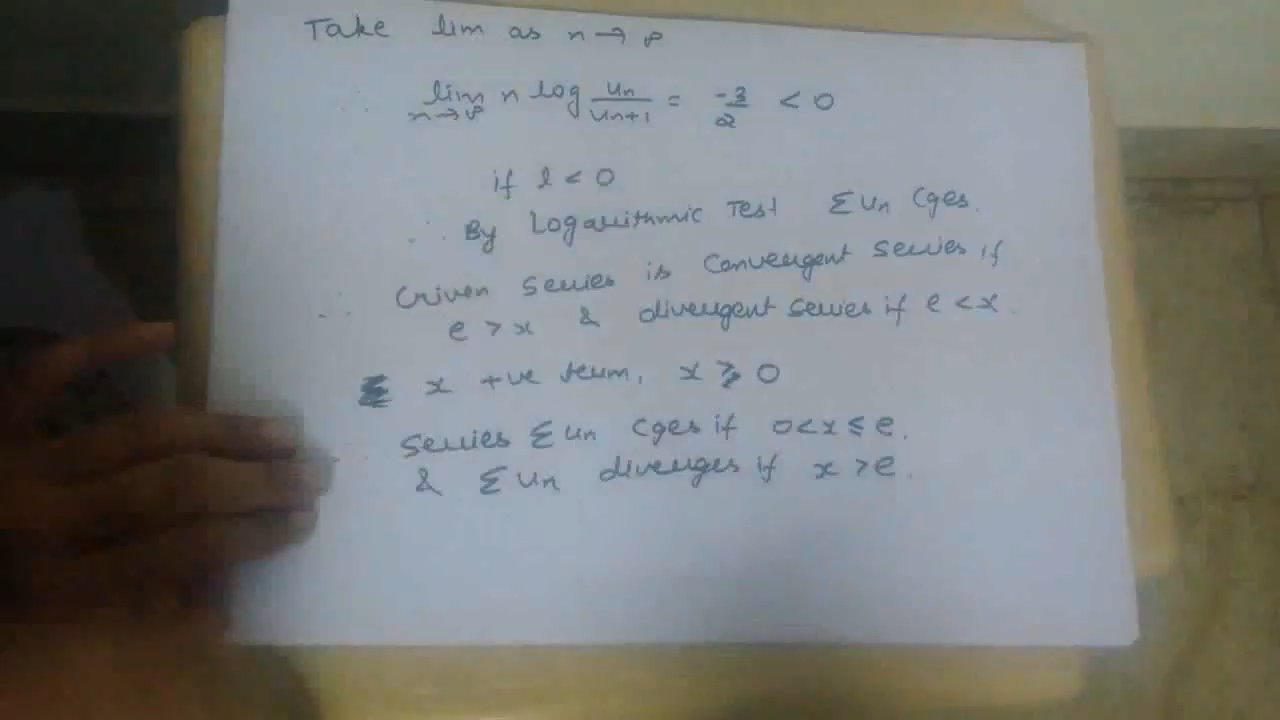 Take lim as n → ∞
∴ lim n→∞ n log un/un+1 = -3/2 < 0
if l < 0
∴ By Logarithmic Test Σun Cges.
∴ Given Series is Convergent Series if
e > x & divergent series if e < x.
x +ve term, x ≥ 0
Series Σun Cges if 0<x≤e.
& Σun diverges if x > e.